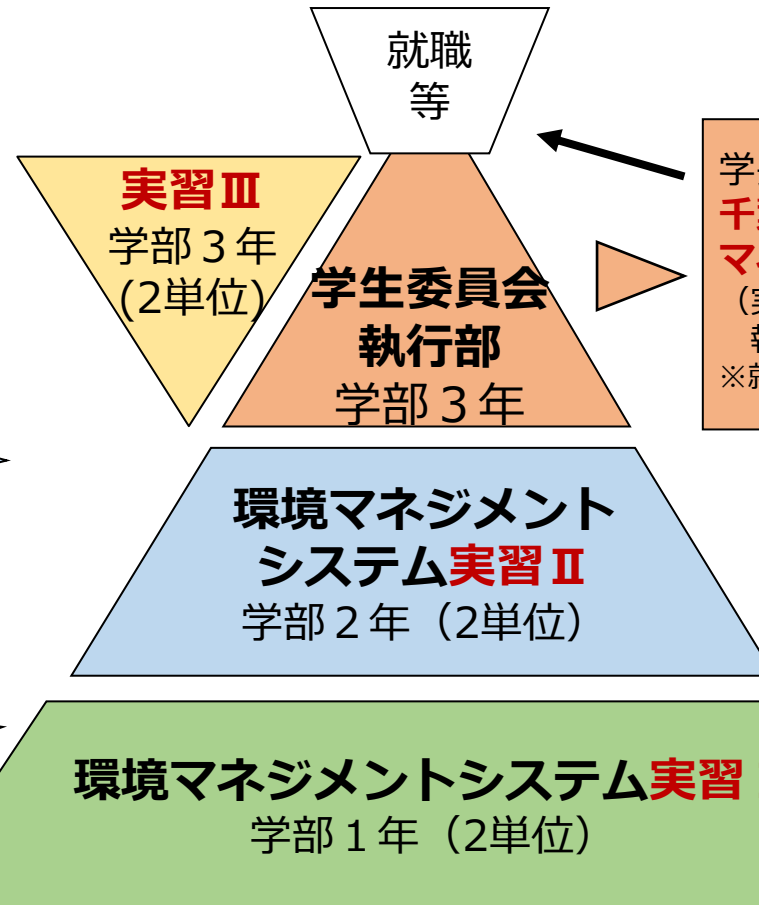 就職
等
実習Ⅲ
学部３年
(2単位)
学生委員会
執行部
学部３年
環境マネジメント
システム実習Ⅱ
学部２年（2単位）
環境マネジメントシステム実習
学部１年（2単位）